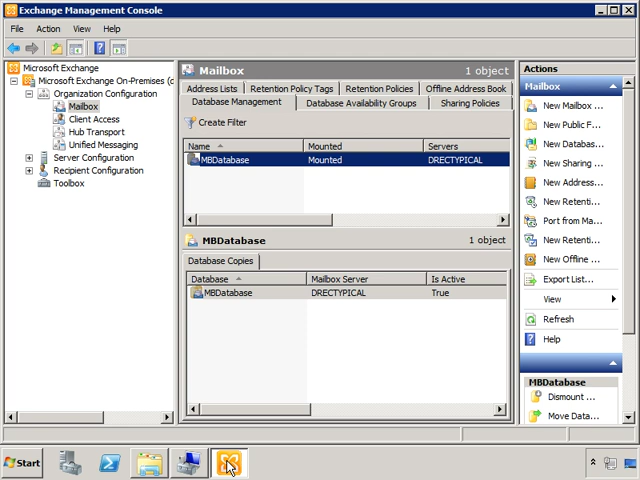 Exchange Management Console
File Action View Help
Microsoft Exchange
Microsoft Exchange On-Premises (c
Organization Configuration
Mailbox
Client Access
Hub Transport
Unified Messaging
Server Configuration
Recipient Configuration
Toolbox
Mailbox 1 object
Address Lists Retention Policy Tags Retention Policies Offline Address Book
Database Management Database Availability Groups Sharing Policies
Create Filter
Name Mounted Servers
MBDatabase Mounted DRECTYPICAL
MBDatabase 1 object
Database Copies
Database Mailbox Server Is Active
MBDatabase DRECTYPICAL True
Actions
Mailbox
New Mailbox ...
New Public F...
New Databas...
New Sharing ...
New Address...
New Retenti...
Port from Ma...
New Retenti...
New Offline ...
Export List...
View
Refresh
Help
MBDatabase
Dismount ...
Move Data...
Start